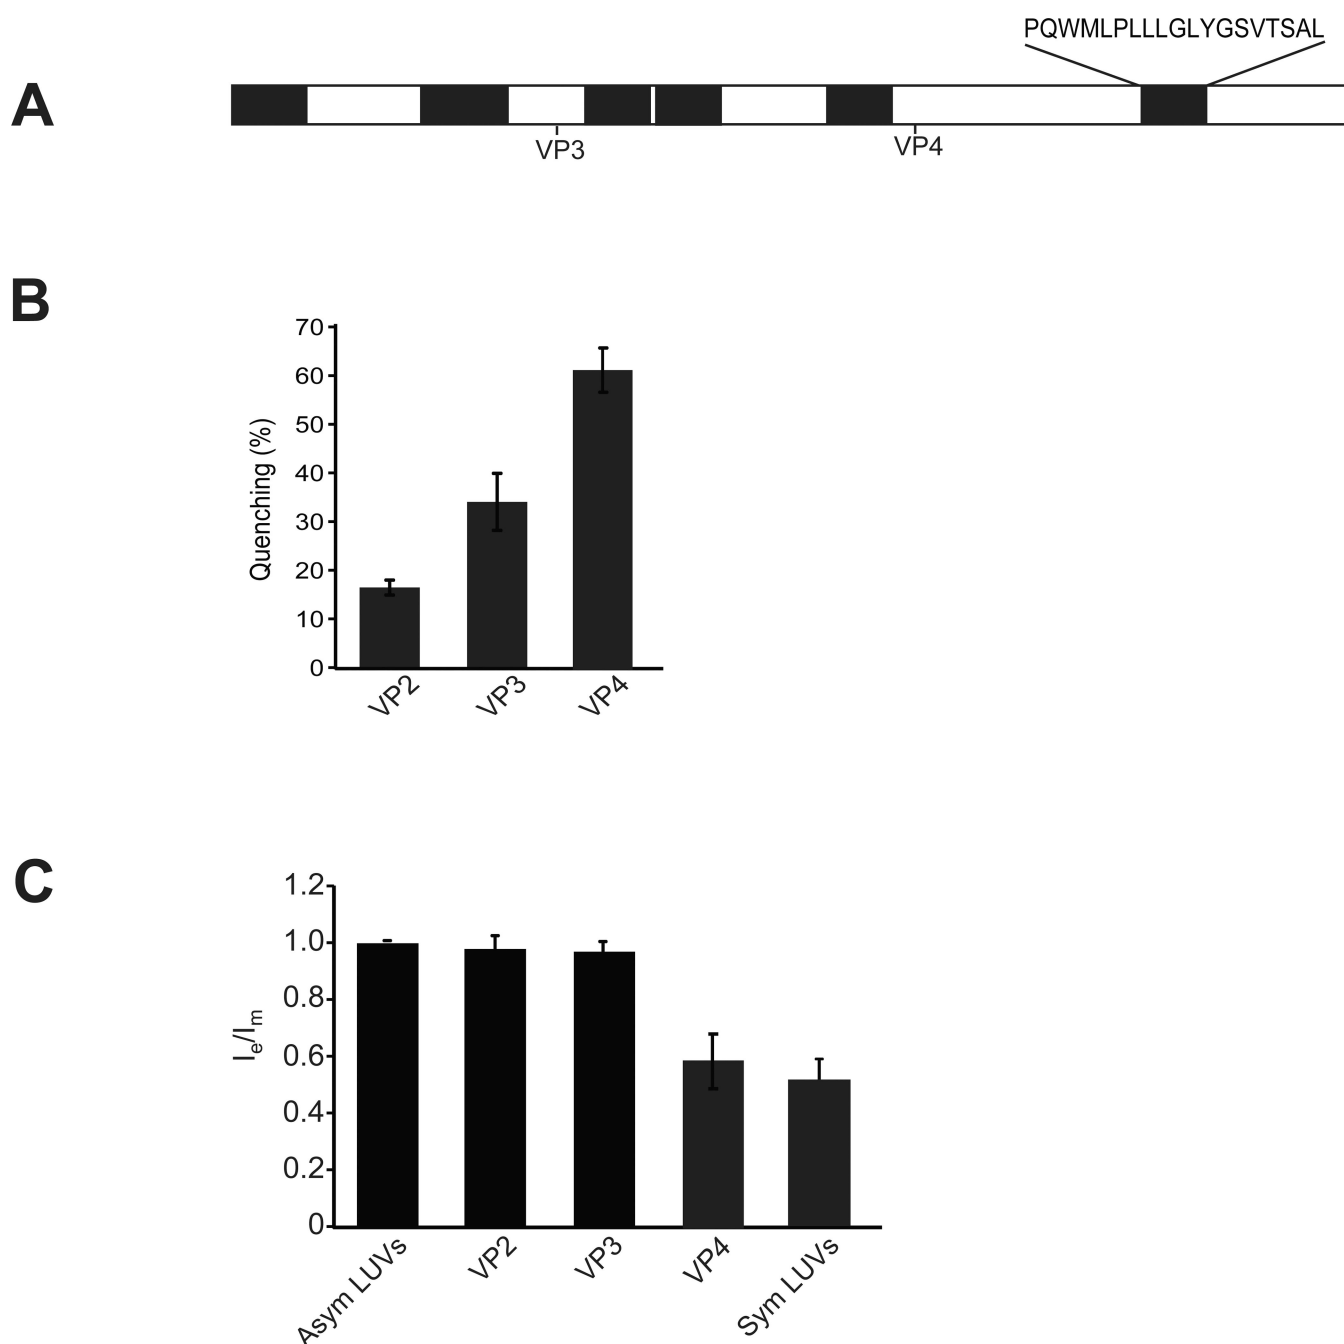 PQWMLPLLLGLYGSVTSAL
A
VP3
VP4
B
70
60
50
40
30
20
10
0
Quenching (%)
VP2
VP3
VP4
C
1.2
1.0
0.8
0.6
0.4
0.2
0
Ie/Im
Asym LUVs
VP2
VP3
VP4
Sym LUVs